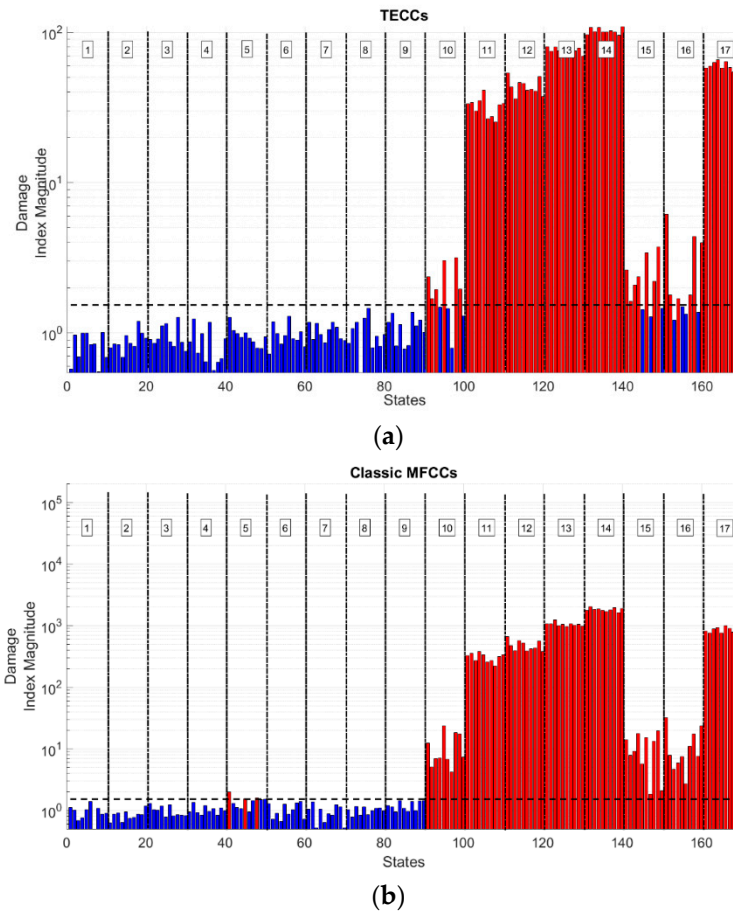 TECCs
10²
1 2 3 4 5 6 7 8 9 10 11 12 13 14 15 16 17
10¹
10⁰
Damage
Index Magnitude
0 20 40 60 80 100 120 140 160
States
(a)
Classic MFCCs
10⁵
1 2 3 4 5 6 7 8 9 10 11 12 13 14 15 16 17
10⁴
10³
10²
10¹
10⁰
Damage
Index Magnitude
0 20 40 60 80 100 120 140 160
States
(b)